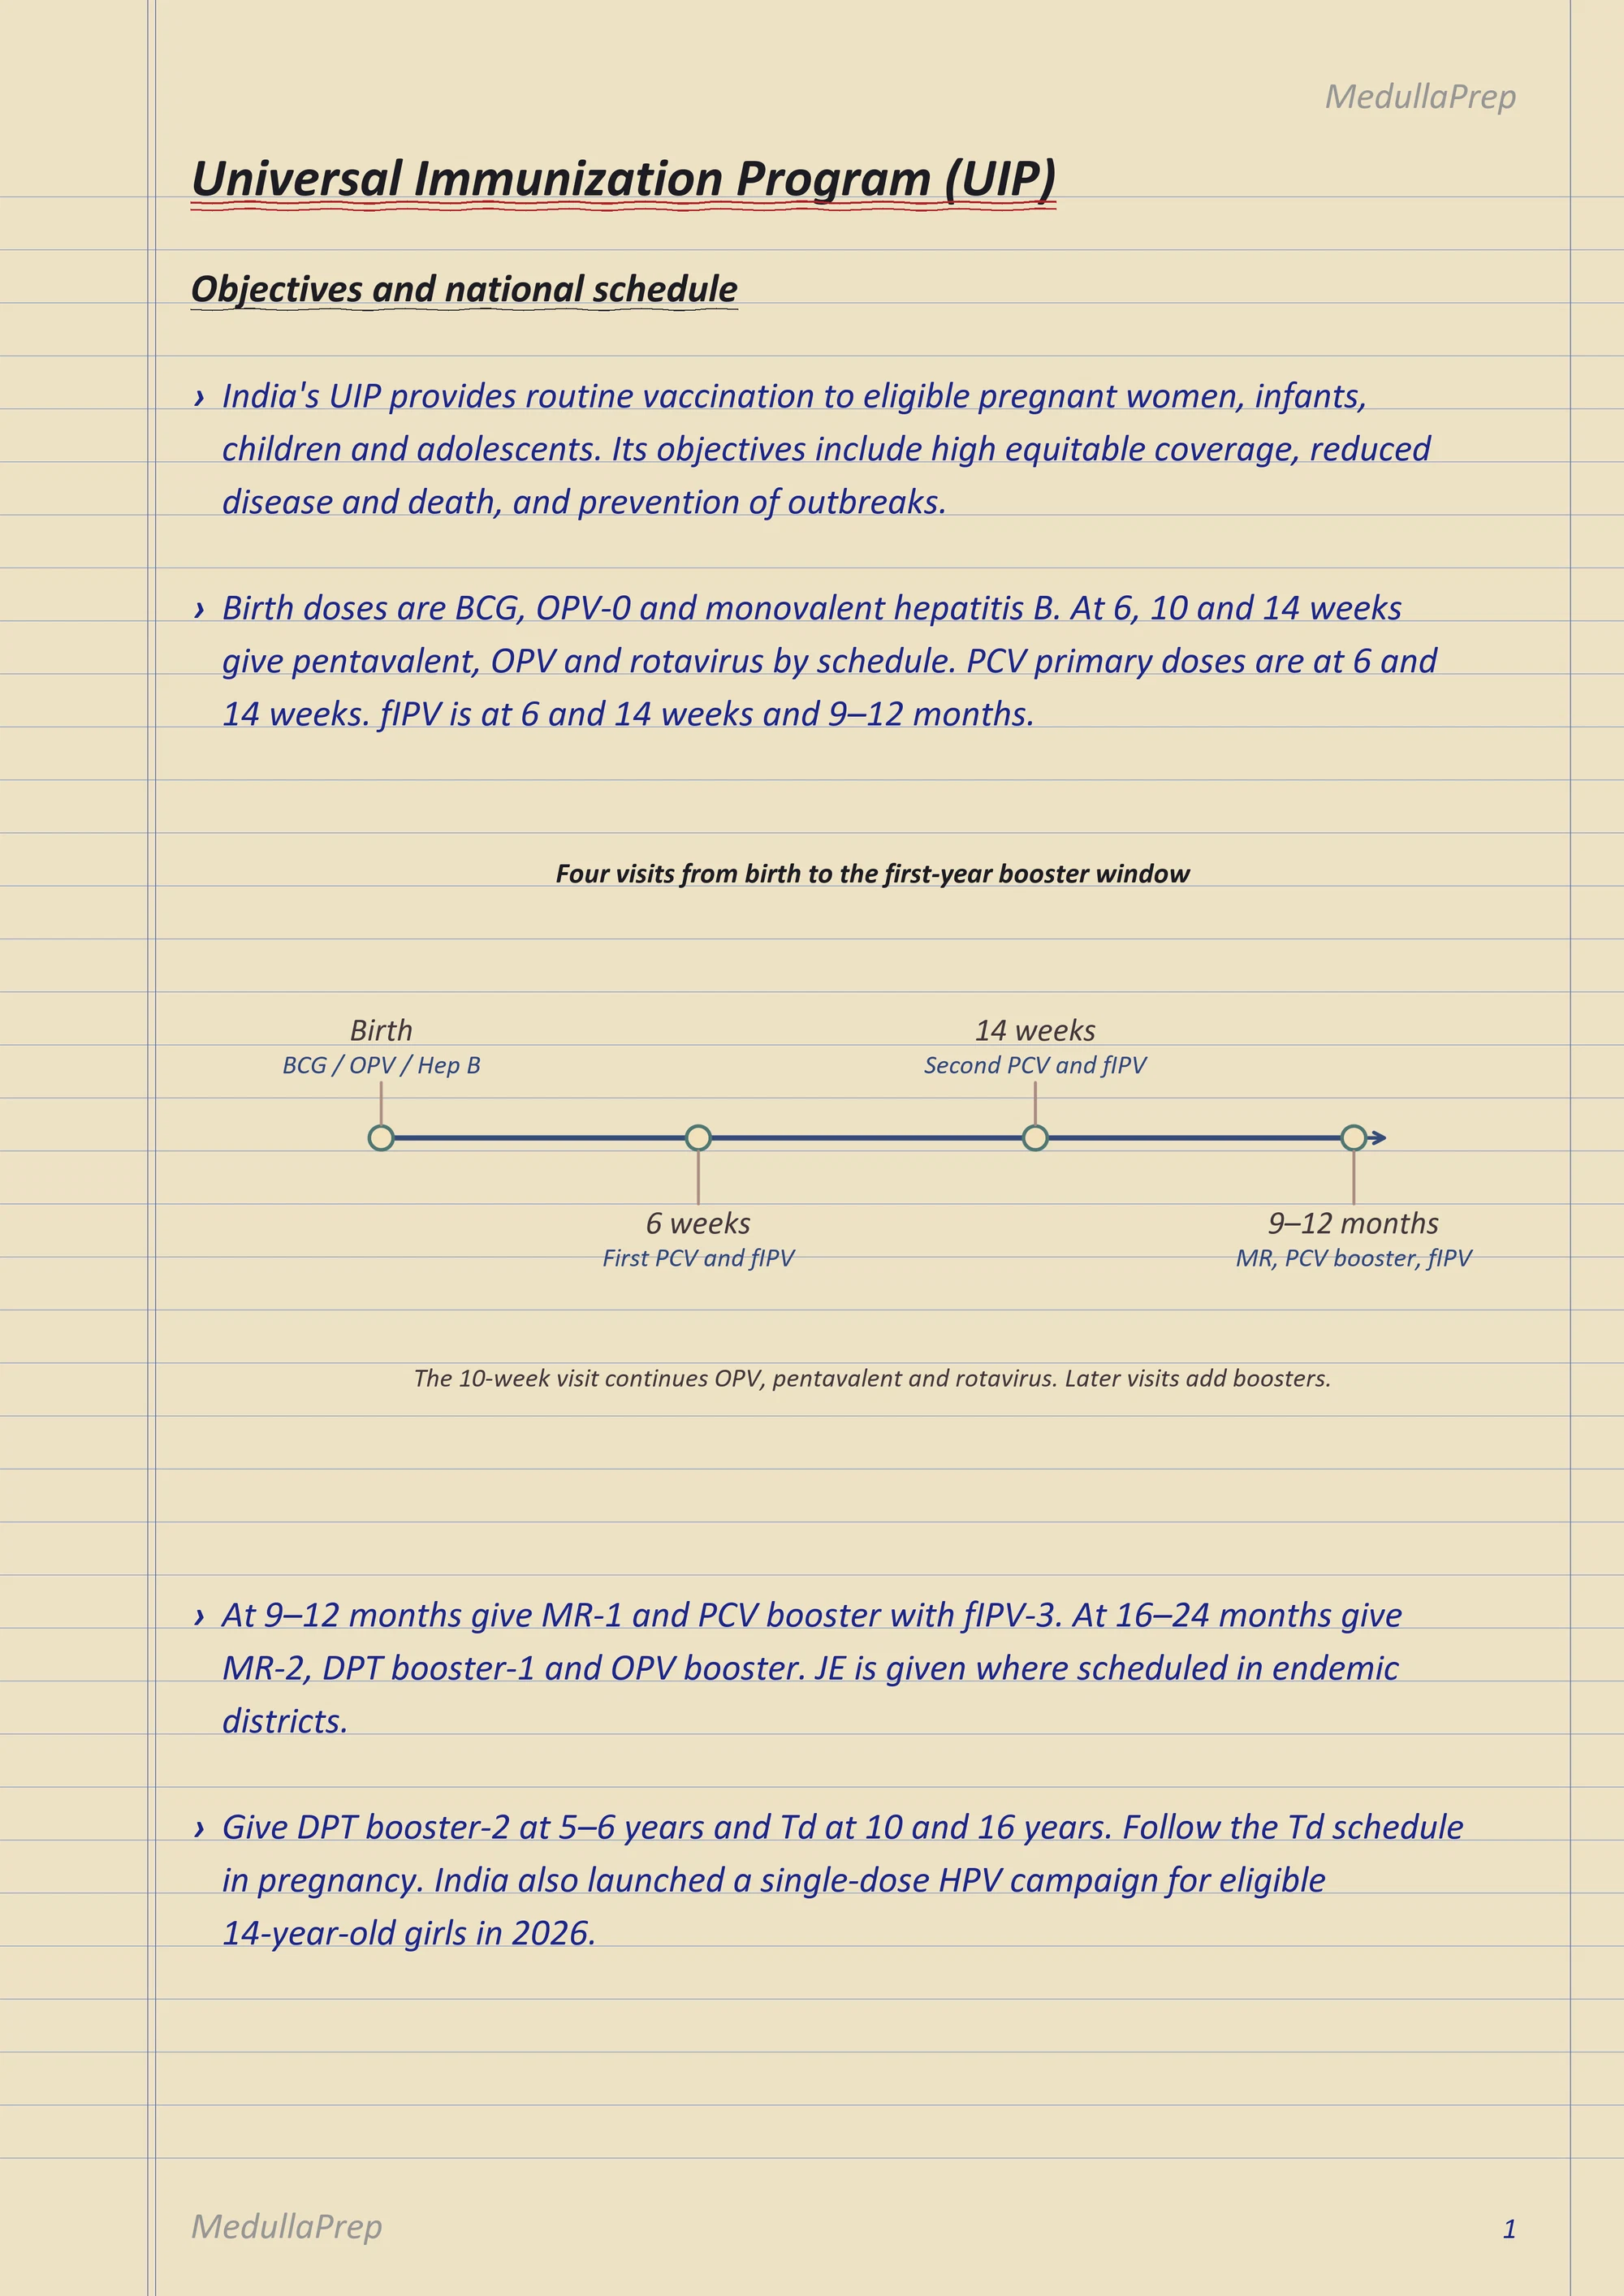 MedullaPrep
Universal Immunization Program (UIP)
Objectives and national schedule
› India's UIP provides routine vaccination to eligible pregnant women, infants,
children and adolescents. Its objectives include high equitable coverage, reduced
disease and death, and prevention of outbreaks.
› Birth doses are BCG, OPV-0 and monovalent hepatitis B. At 6, 10 and 14 weeks
give pentavalent, OPV and rotavirus by schedule. PCV primary doses are at 6 and
14 weeks. fIPV is at 6 and 14 weeks and 9–12 months.
Four visits from birth to the first-year booster window
Birth
BCG / OPV / Hep B
14 weeks
Second PCV and fIPV
6 weeks
First PCV and fIPV
9–12 months
MR, PCV booster, fIPV
The 10-week visit continues OPV, pentavalent and rotavirus. Later visits add boosters.
› At 9–12 months give MR-1 and PCV booster with fIPV-3. At 16–24 months give
MR-2, DPT booster-1 and OPV booster. JE is given where scheduled in endemic
districts.
› Give DPT booster-2 at 5–6 years and Td at 10 and 16 years. Follow the Td schedule
in pregnancy. India also launched a single-dose HPV campaign for eligible
14-year-old girls in 2026.
MedullaPrep
1